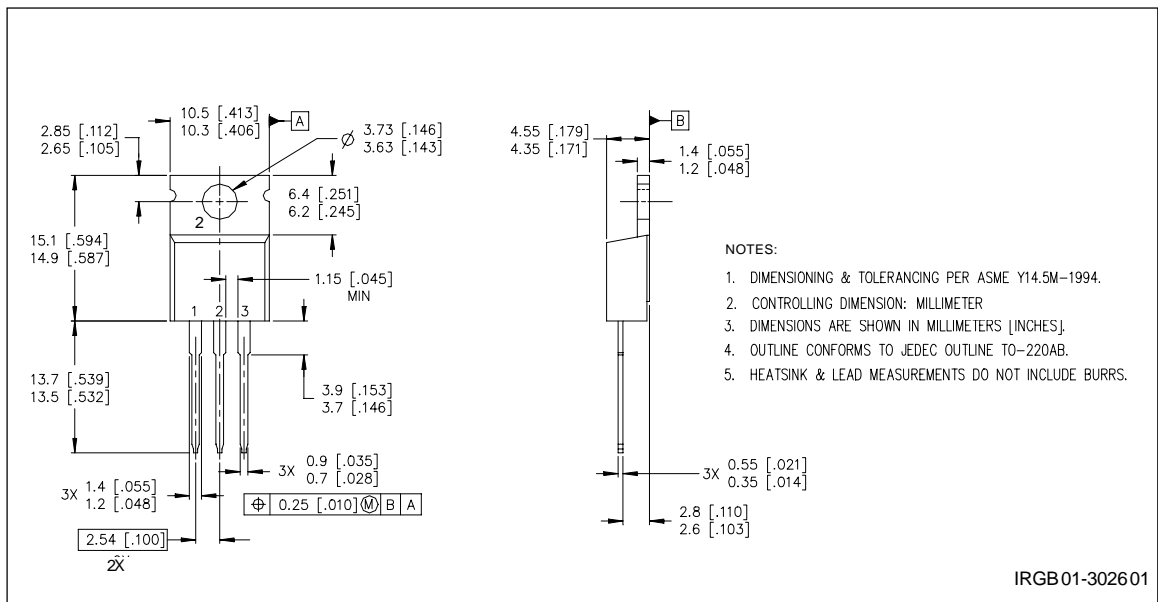 10.5 [.413]
10.3 [.406]
A
2.85 [.112]
2.65 [.105]
Ø 3.73 [.146]
3.63 [.143]
6.4 [.251]
6.2 [.245]
2
15.1 [.594]
14.9 [.587]
1.15 [.045]
MIN
1 2 3
13.7 [.539]
13.5 [.532]
3.9 [.153]
3.7 [.146]
3X 0.9 [.035]
0.7 [.028]
3X 1.4 [.055]
1.2 [.048]
⌖ 0.25 [.010] Ⓜ B A
2.54 [.100]
2X
B
4.55 [.179]
4.35 [.171]
1.4 [.055]
1.2 [.048]
3X 0.55 [.021]
0.35 [.014]
2.8 [.110]
2.6 [.103]
NOTES:
1. DIMENSIONING & TOLERANCING PER ASME Y14.5M-1994.
2. CONTROLLING DIMENSION: MILLIMETER
3. DIMENSIONS ARE SHOWN IN MILLIMETERS [INCHES].
4. OUTLINE CONFORMS TO JEDEC OUTLINE TO-220AB.
5. HEATSINK & LEAD MEASUREMENTS DO NOT INCLUDE BURRS.
IRGB01-302601